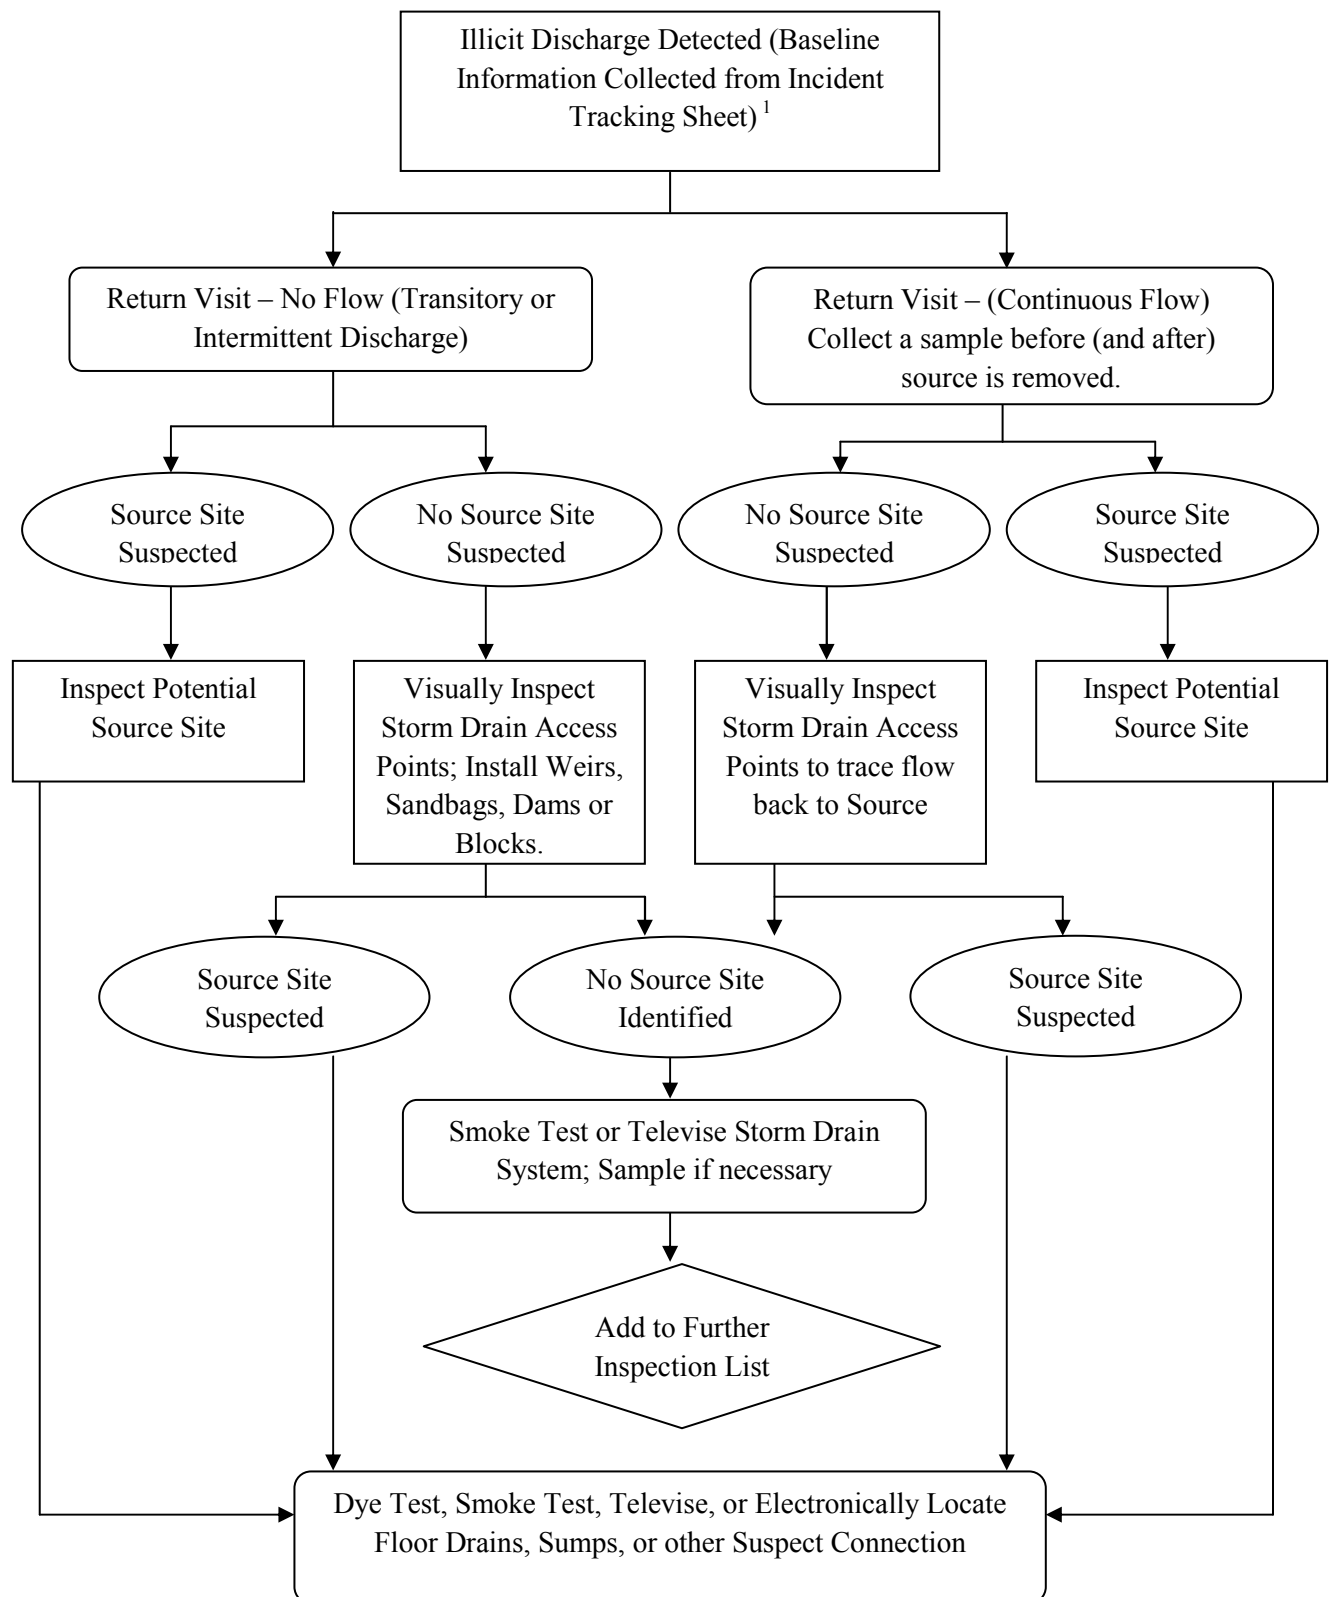 Illicit Discharge Detected (Baseline
Information Collected from Incident
Tracking Sheet) 1
Return Visit – No Flow (Transitory or
Intermittent Discharge)
Return Visit – (Continuous Flow)
Collect a sample before (and after)
source is removed.
Source Site
Suspected
No Source Site
Suspected
No Source Site
Suspected
Source Site
Suspected
Inspect Potential
Source Site
Visually Inspect
Storm Drain Access
Points; Install Weirs,
Sandbags, Dams or
Blocks.
Visually Inspect
Storm Drain Access
Points to trace flow
back to Source
Inspect Potential
Source Site
Source Site
Suspected
No Source Site
Identified
Source Site
Suspected
Smoke Test or Televise Storm Drain
System; Sample if necessary
Add to Further
Inspection List
Dye Test, Smoke Test, Televise, or Electronically Locate
Floor Drains, Sumps, or other Suspect Connection